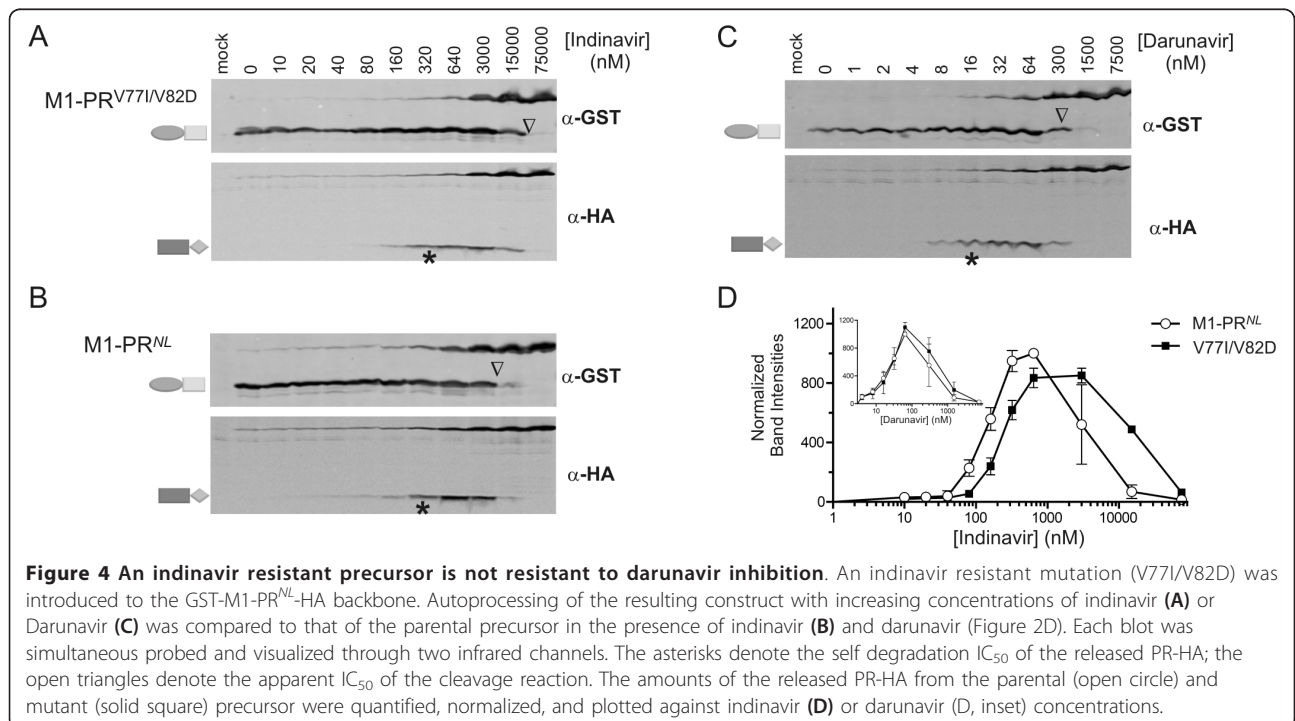 A
mock
0
10
20
40
80
160
320
640
3000
15000
75000
[Indinavir]
(nM)
M1-PR^V77I/V82D
α-GST
α-HA
*
C
mock
0
1
2
4
8
16
32
64
300
1500
7500
[Darunavir]
(nM)
α-GST
α-HA
*
B
M1-PR^NL
α-GST
α-HA
*
D
M1-PR^NL
V77I/V82D
Normalized
Band Intensities
1200
800
400
0
1
10
100
1000
10000
[Indinavir] (nM)
1200
800
400
0
10
100
1000
[Darunavir] (nM)
Figure 4 An indinavir resistant precursor is not resistant to darunavir inhibition. An indinavir resistant mutation (V77I/V82D) was
introduced to the GST-M1-PR^NL-HA backbone. Autoprocessing of the resulting construct with increasing concentrations of indinavir (A) or
Darunavir (C) was compared to that of the parental precursor in the presence of indinavir (B) and darunavir (Figure 2D). Each blot was
simultaneous probed and visualized through two infrared channels. The asterisks denote the self degradation IC50 of the released PR-HA; the
open triangles denote the apparent IC50 of the cleavage reaction. The amounts of the released PR-HA from the parental (open circle) and
mutant (solid square) precursor were quantified, normalized, and plotted against indinavir (D) or darunavir (D, inset) concentrations.